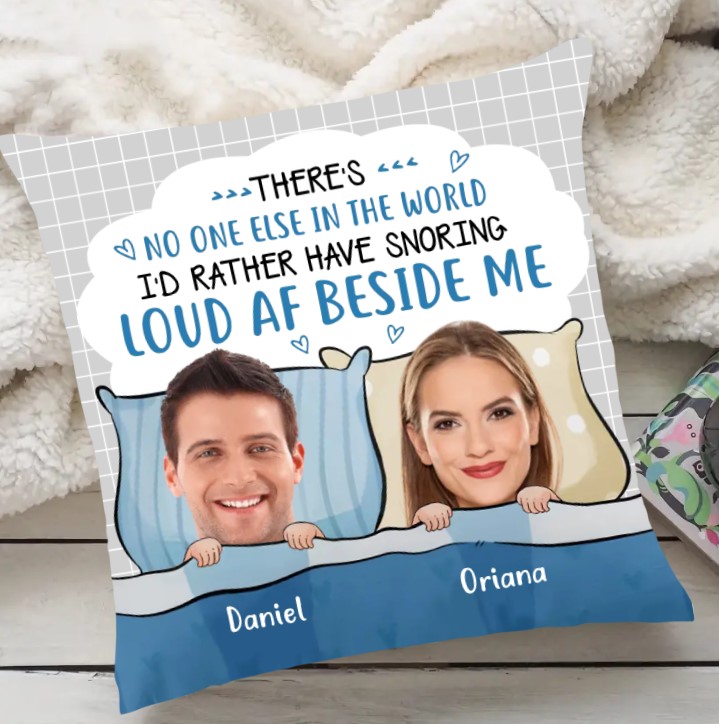 THERE'S
NO ONE ELSE IN THE WORLD
I'D RATHER HAVE SNORING
LOUD AF BESIDE ME
Daniel
Oriana